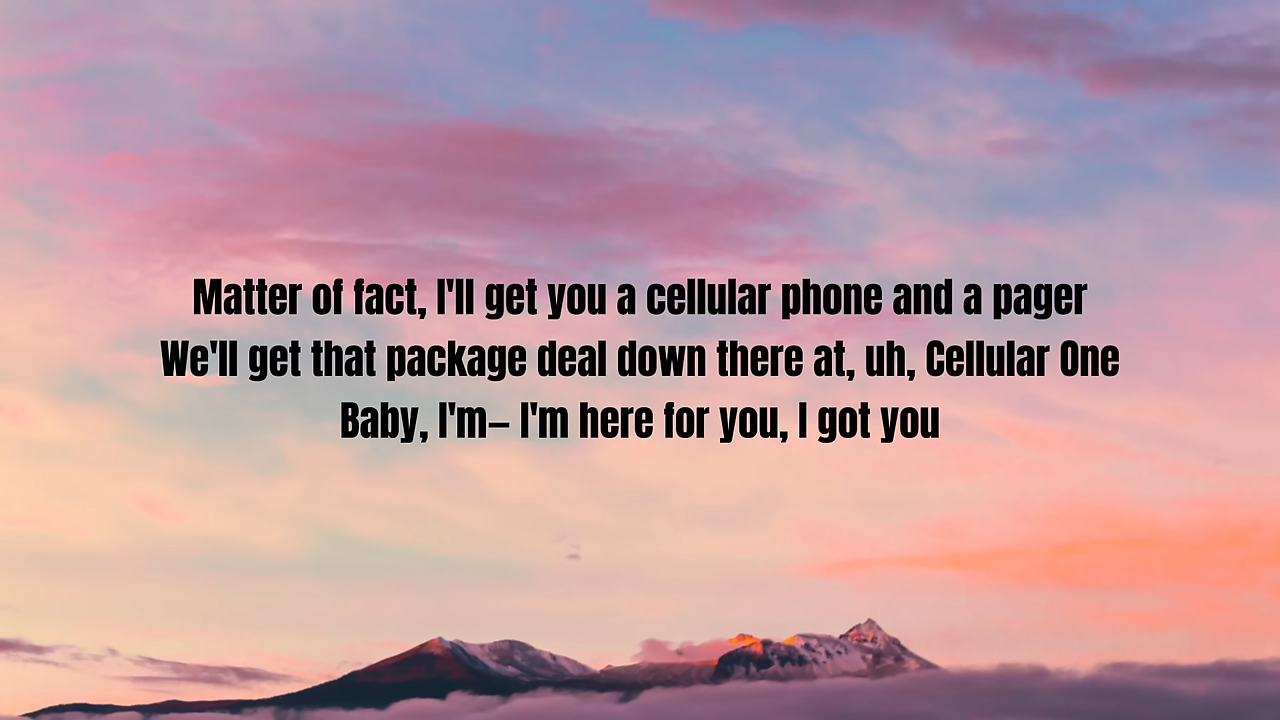 Matter of fact, I'll get you a cellular phone and a pager
We'll get that package deal down there at, uh, Cellular One
Baby, I'm– I'm here for you, I got you